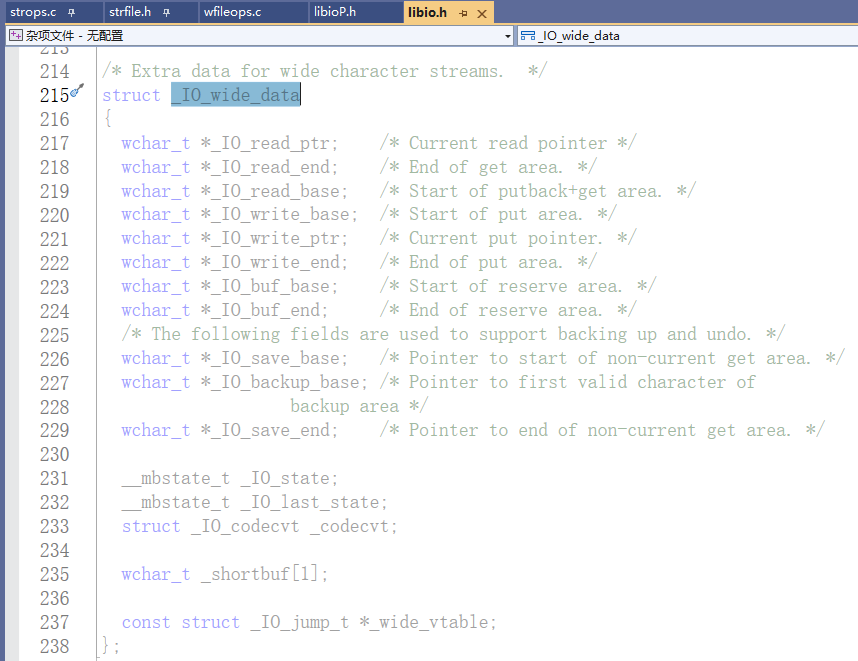 strops.c strfile.h wfileops.c libioP.h libio.h
杂项文件 - 无配置 _IO_wide_data
213
214 /* Extra data for wide character streams.  */
215 struct _IO_wide_data
216 {
217   wchar_t *_IO_read_ptr;    /* Current read pointer */
218   wchar_t *_IO_read_end;    /* End of get area. */
219   wchar_t *_IO_read_base;   /* Start of putback+get area. */
220   wchar_t *_IO_write_base;  /* Start of put area. */
221   wchar_t *_IO_write_ptr;   /* Current put pointer. */
222   wchar_t *_IO_write_end;   /* End of put area. */
223   wchar_t *_IO_buf_base;    /* Start of reserve area. */
224   wchar_t *_IO_buf_end;     /* End of reserve area. */
225   /* The following fields are used to support backing up and undo. */
226   wchar_t *_IO_save_base;   /* Pointer to start of non-current get area. */
227   wchar_t *_IO_backup_base; /* Pointer to first valid character of
228                    backup area */
229   wchar_t *_IO_save_end;    /* Pointer to end of non-current get area. */
230
231   __mbstate_t _IO_state;
232   __mbstate_t _IO_last_state;
233   struct _IO_codecvt _codecvt;
234
235   wchar_t _shortbuf[1];
236
237   const struct _IO_jump_t *_wide_vtable;
238 };